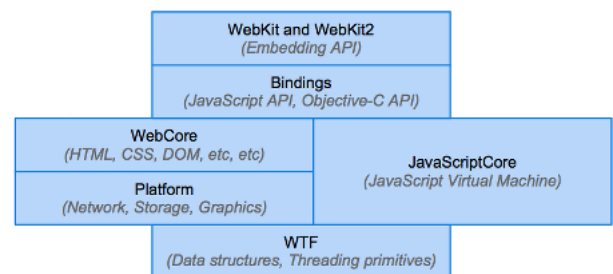 WebKit and WebKit2
(Embedding API)
Bindings
(JavaScript API, Objective-C API)
WebCore
(HTML, CSS, DOM, etc, etc)
Platform
(Network, Storage, Graphics)
JavaScriptCore
(JavaScript Virtual Machine)
WTF
(Data structures, Threading primitives)